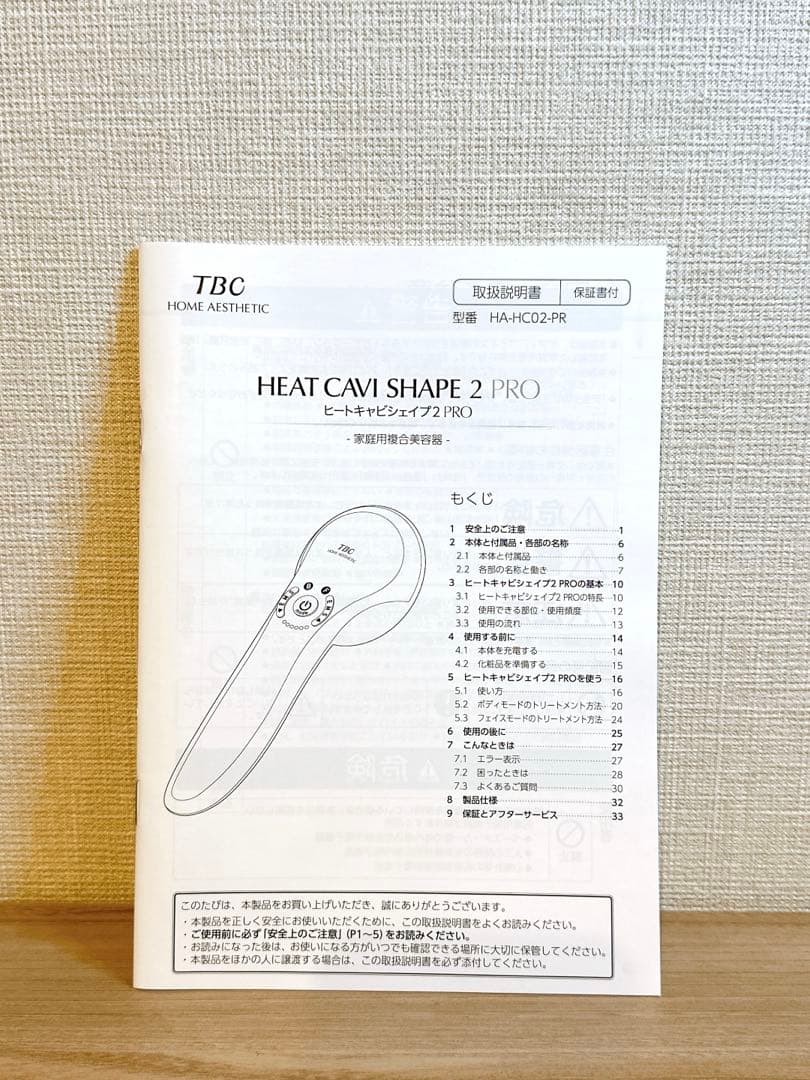 TBC
HOME AESTHETIC
取扱説明書 保証書付
型番 HA-HC02-PR
HEAT CAVI SHAPE 2 PRO
ヒートキャビシェイプ2 PRO
- 家庭用複合美容器 -
TBC
HOME AESTHETIC
もくじ
1 安全上のご注意 1
2 本体と付属品・各部の名称 6
2.1 本体と付属品 6
2.2 各部の名称と働き 7
3 ヒートキャビシェイプ2 PROの基本 10
3.1 ヒートキャビシェイプ2 PROの特長 10
3.2 使用できる部位・使用頻度 12
3.3 使用の流れ 13
4 使用する前に 14
4.1 本体を充電する 14
4.2 化粧品を準備する 15
5 ヒートキャビシェイプ2 PROを使う 16
5.1 使い方 16
5.2 ボディモードのトリートメント方法 20
5.3 フェイスモードのトリートメント方法 24
6 使用の後に 25
7 こんなときは 27
7.1 エラー表示 27
7.2 困ったときは 28
7.3 よくあるご質問 30
8 製品仕様 32
9 保証とアフターサービス 33
このたびは、本製品をお買い上げいただき、誠にありがとうございます。
・本製品を正しく安全にお使いいただくために、この取扱説明書をよくお読みください。
・ご使用前に必ず「安全上のご注意」(P1～5)をお読みください。
・お読みになった後は、お使いになる方がいつでも確認できる場所に大切に保管してください。
・本製品をほかの人に譲渡する場合は、この取扱説明書を必ず添付してください。